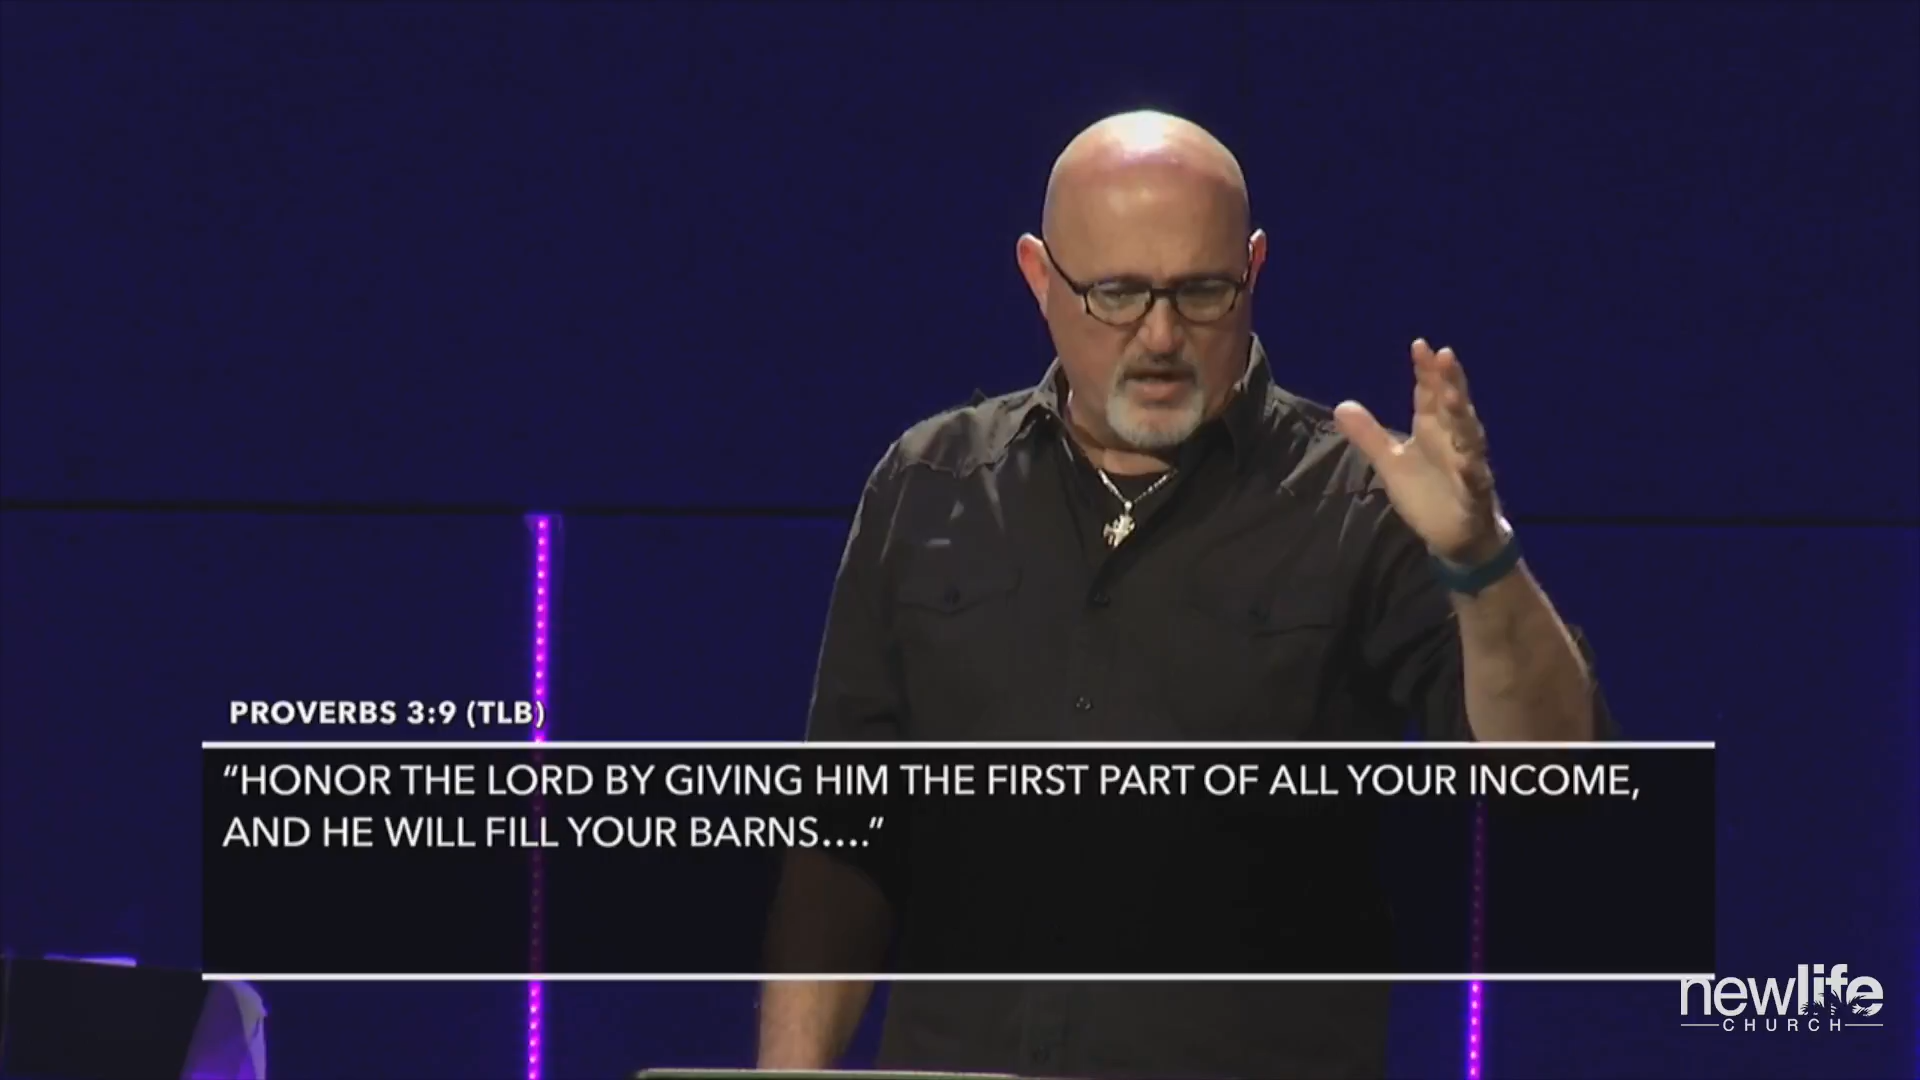 PROVERBS 3:9 (TLB)
“HONOR THE LORD BY GIVING HIM THE FIRST PART OF ALL YOUR INCOME,
AND HE WILL FILL YOUR BARNS....”
newlife
CHURCH